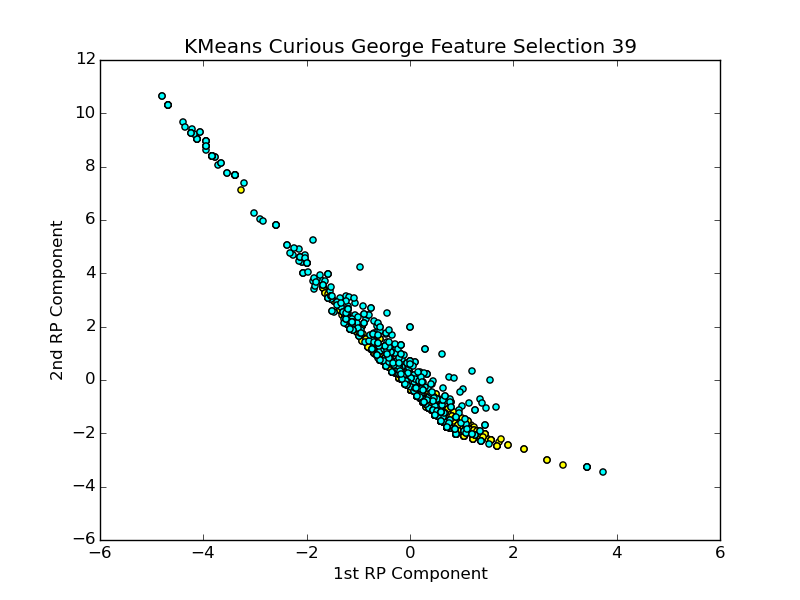 KMeans Curious George Feature Selection 39
12
10
8
6
4
2
0
−2
−4
−6
2nd RP Component
−6 −4 −2 0 2 4 6
1st RP Component